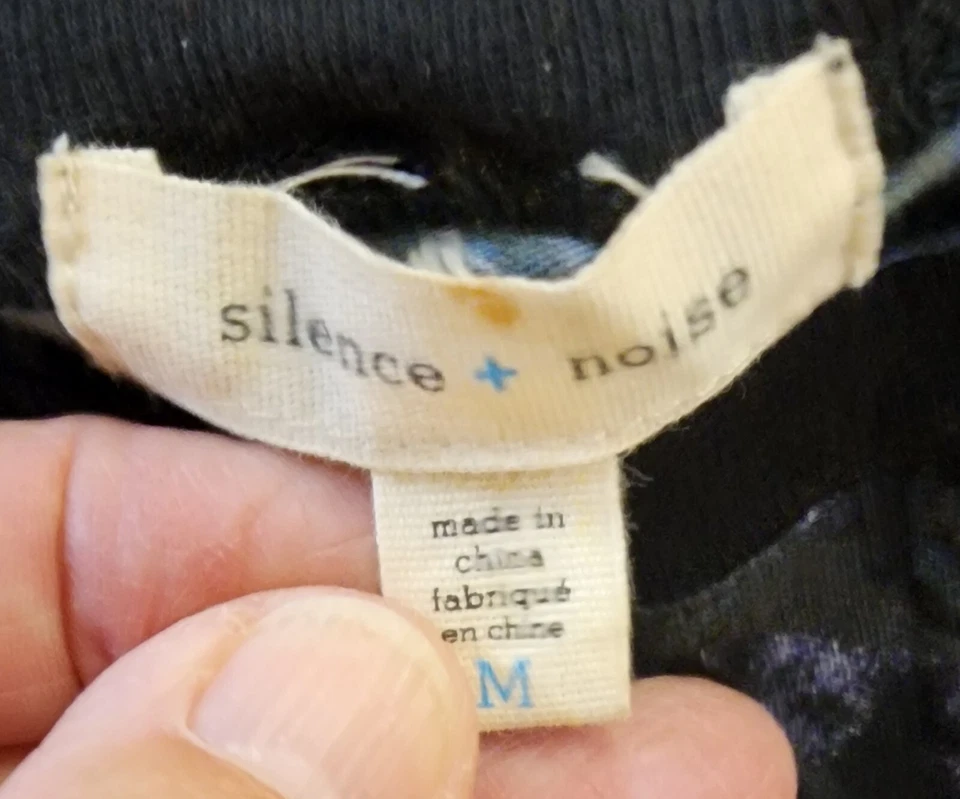 silence + noise
made in
china
fabriqué
en chine
M